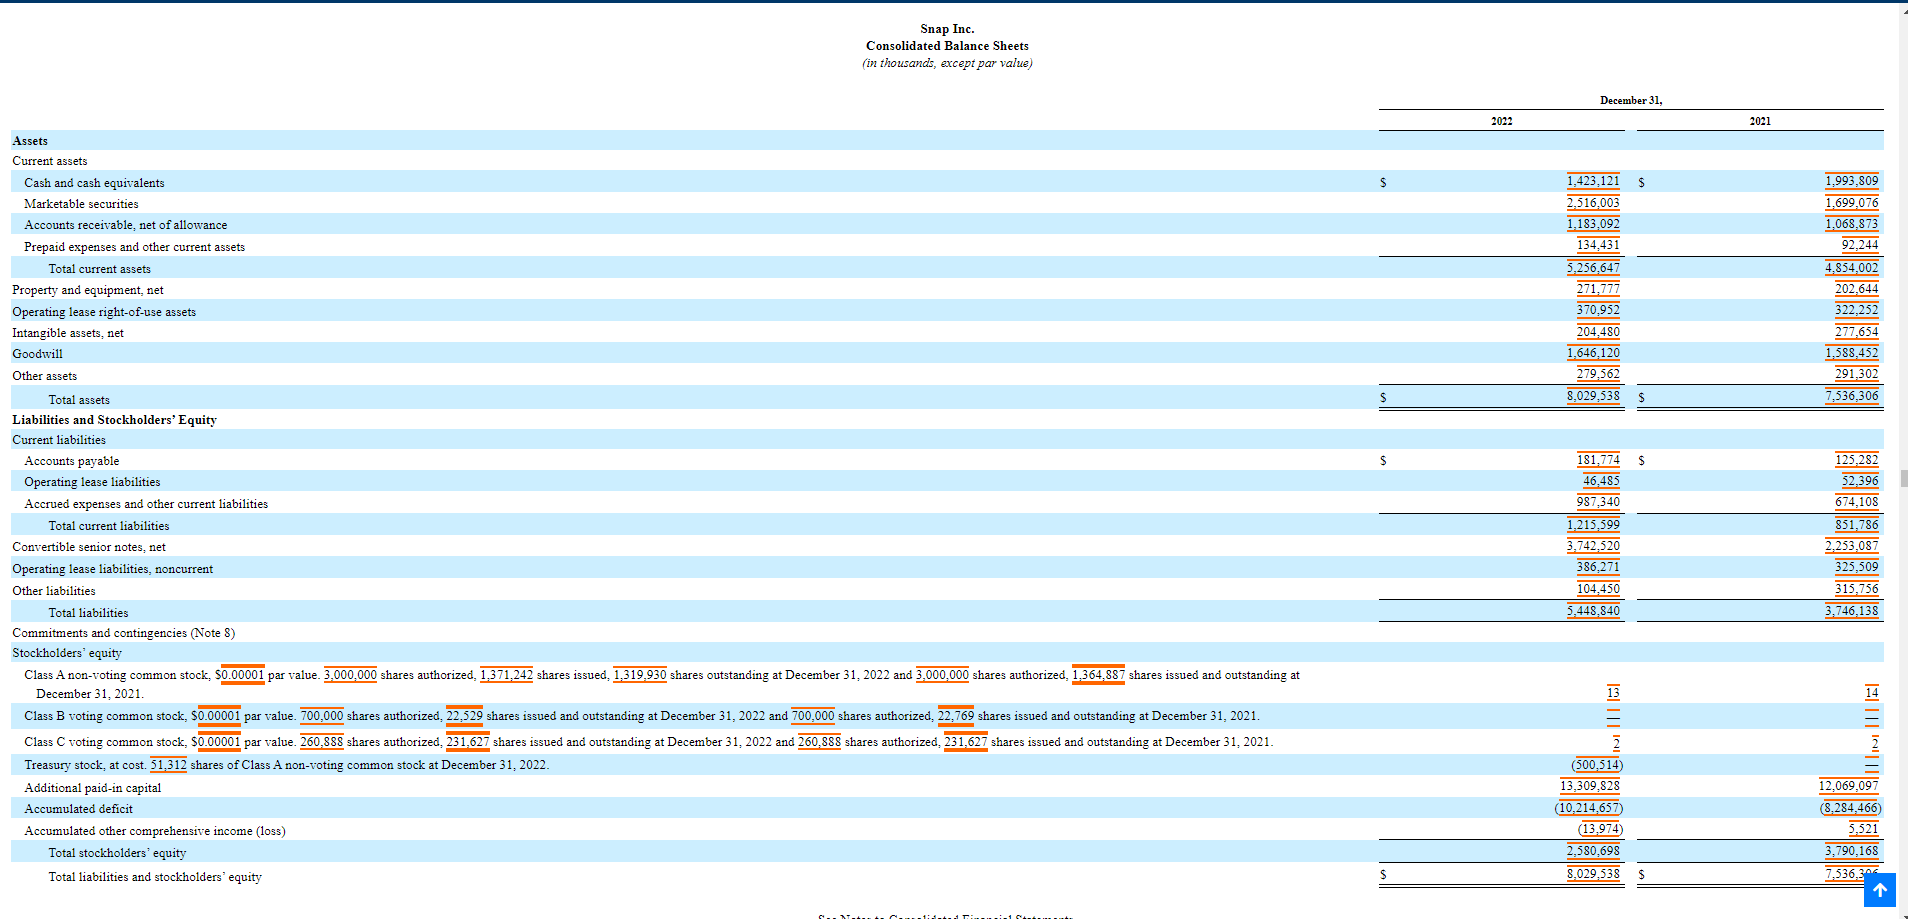 Snap Inc.
Consolidated Balance Sheets
(in thousands, except par value)
December 31,
2022 2021
Assets
Current assets
Cash and cash equivalents $ 1,423,121 $ 1,993,809
Marketable securities 2,516,003 1,699,076
Accounts receivable, net of allowance 1,183,092 1,068,873
Prepaid expenses and other current assets 134,431 92,244
Total current assets 5,256,647 4,854,002
Property and equipment, net 271,777 202,644
Operating lease right-of-use assets 370,952 322,252
Intangible assets, net 204,480 277,654
Goodwill 1,646,120 1,588,452
Other assets 279,562 291,302
Total assets $ 8,029,538 $ 7,536,306
Liabilities and Stockholders’ Equity
Current liabilities
Accounts payable $ 181,774 $ 125,282
Operating lease liabilities 46,485 52,396
Accrued expenses and other current liabilities 987,340 674,108
Total current liabilities 1,215,599 851,786
Convertible senior notes, net 3,742,520 2,253,087
Operating lease liabilities, noncurrent 386,271 325,509
Other liabilities 104,450 315,756
Total liabilities 5,448,840 3,746,138
Commitments and contingencies (Note 8)
Stockholders’ equity
Class A non-voting common stock, $0.00001 par value. 3,000,000 shares authorized, 1,371,242 shares issued, 1,319,930 shares outstanding at December 31, 2022 and 3,000,000 shares authorized, 1,364,887 shares issued and outstanding at
December 31, 2021. 13 14
Class B voting common stock, $0.00001 par value. 700,000 shares authorized, 22,529 shares issued and outstanding at December 31, 2022 and 700,000 shares authorized, 22,769 shares issued and outstanding at December 31, 2021. — —
Class C voting common stock, $0.00001 par value. 260,888 shares authorized, 231,627 shares issued and outstanding at December 31, 2022 and 260,888 shares authorized, 231,627 shares issued and outstanding at December 31, 2021. 2 2
Treasury stock, at cost. 51,312 shares of Class A non-voting common stock at December 31, 2022. (500,514) —
Additional paid-in capital 13,309,828 12,069,097
Accumulated deficit (10,214,657) (8,284,466)
Accumulated other comprehensive income (loss) (13,974) 5,521
Total stockholders’ equity 2,580,698 3,790,168
Total liabilities and stockholders’ equity $ 8,029,538 $